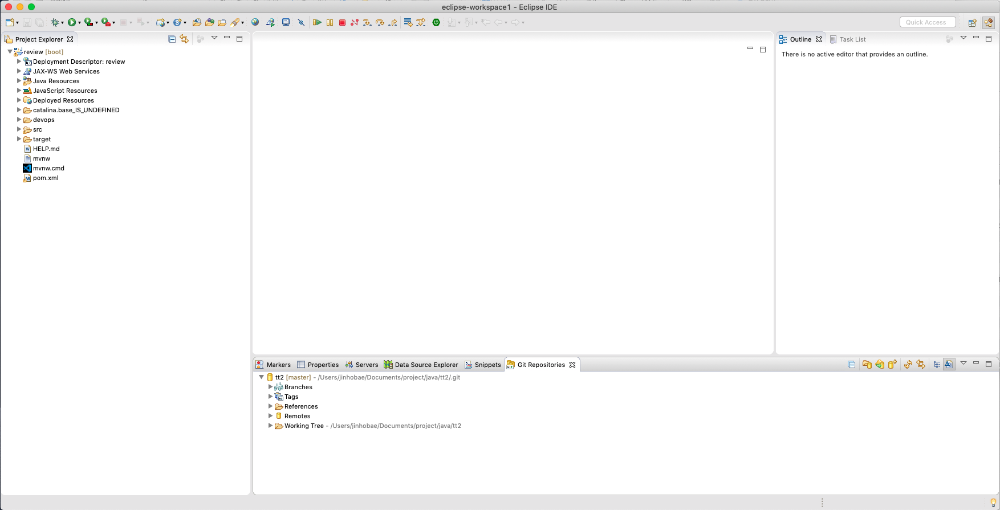 eclipse-workspace1 - Eclipse IDE
Quick Access
Project Explorer
review [boot]
Deployment Descriptor: review
JAX-WS Web Services
Java Resources
JavaScript Resources
Deployed Resources
catalina.base_IS_UNDEFINED
devops
src
target
HELP.md
mvnw
mvnw.cmd
pom.xml
Outline
Task List
There is no active editor that provides an outline.
Markers
Properties
Servers
Data Source Explorer
Snippets
Git Repositories
tt2 [master] - /Users/jinhobae/Documents/project/java/tt2/.git
Branches
Tags
References
Remotes
Working Tree - /Users/jinhobae/Documents/project/java/tt2